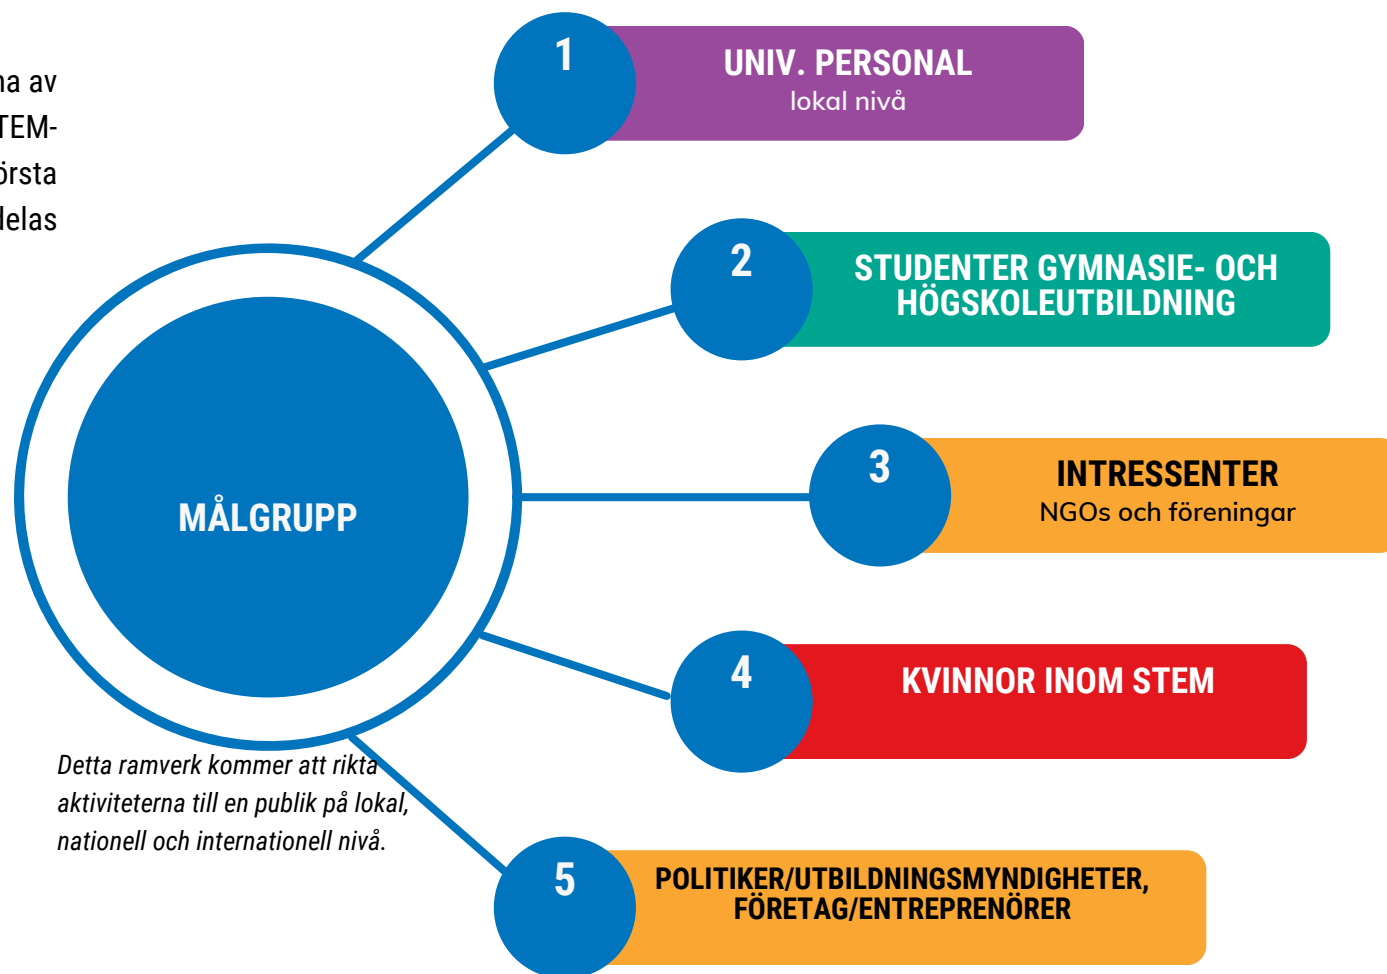 av
TEM-
delas
1
UNIV. PERSONAL
lokal nivå
2
STUDENTER GYMNASIE- OCH
HÖGSKOLEUTBILDNING
3
INTRESSENTER
NGOs och föreningar
MÅLGRUPP
4
KVINNOR INOM STEM
Detta ramverk kommer att rikta
aktiviteterna till en publik på lokal,
nationell och internationell nivå.
5
POLITIKER/UTBILDNINGSMYNDIGHETER,
FÖRETAG/ENTREPRENÖRER